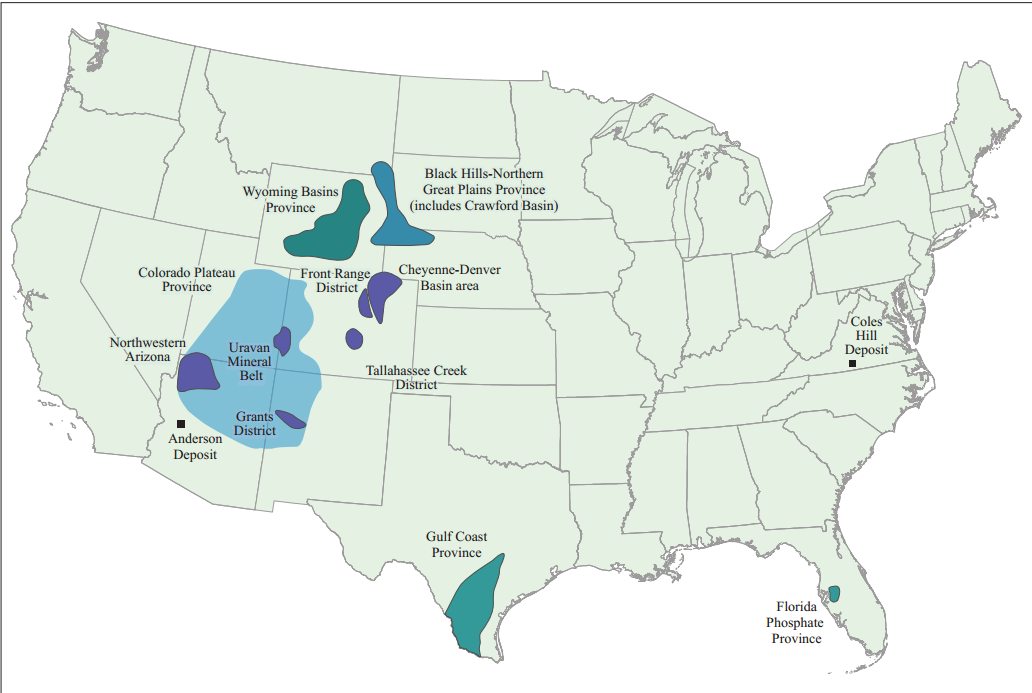 Black Hills-Northern
Great Plains Province
(includes Crawford Basin)
Wyoming Basins
Province
Colorado Plateau
Province
Front Range
District
Cheyenne-Denver
Basin area
Northwestern
Arizona
Uravan
Mineral
Belt
Coles
Hill
Deposit
Tallahassee Creek
District
Grants
District
Anderson
Deposit
Gulf Coast
Province
Florida
Phosphate
Province